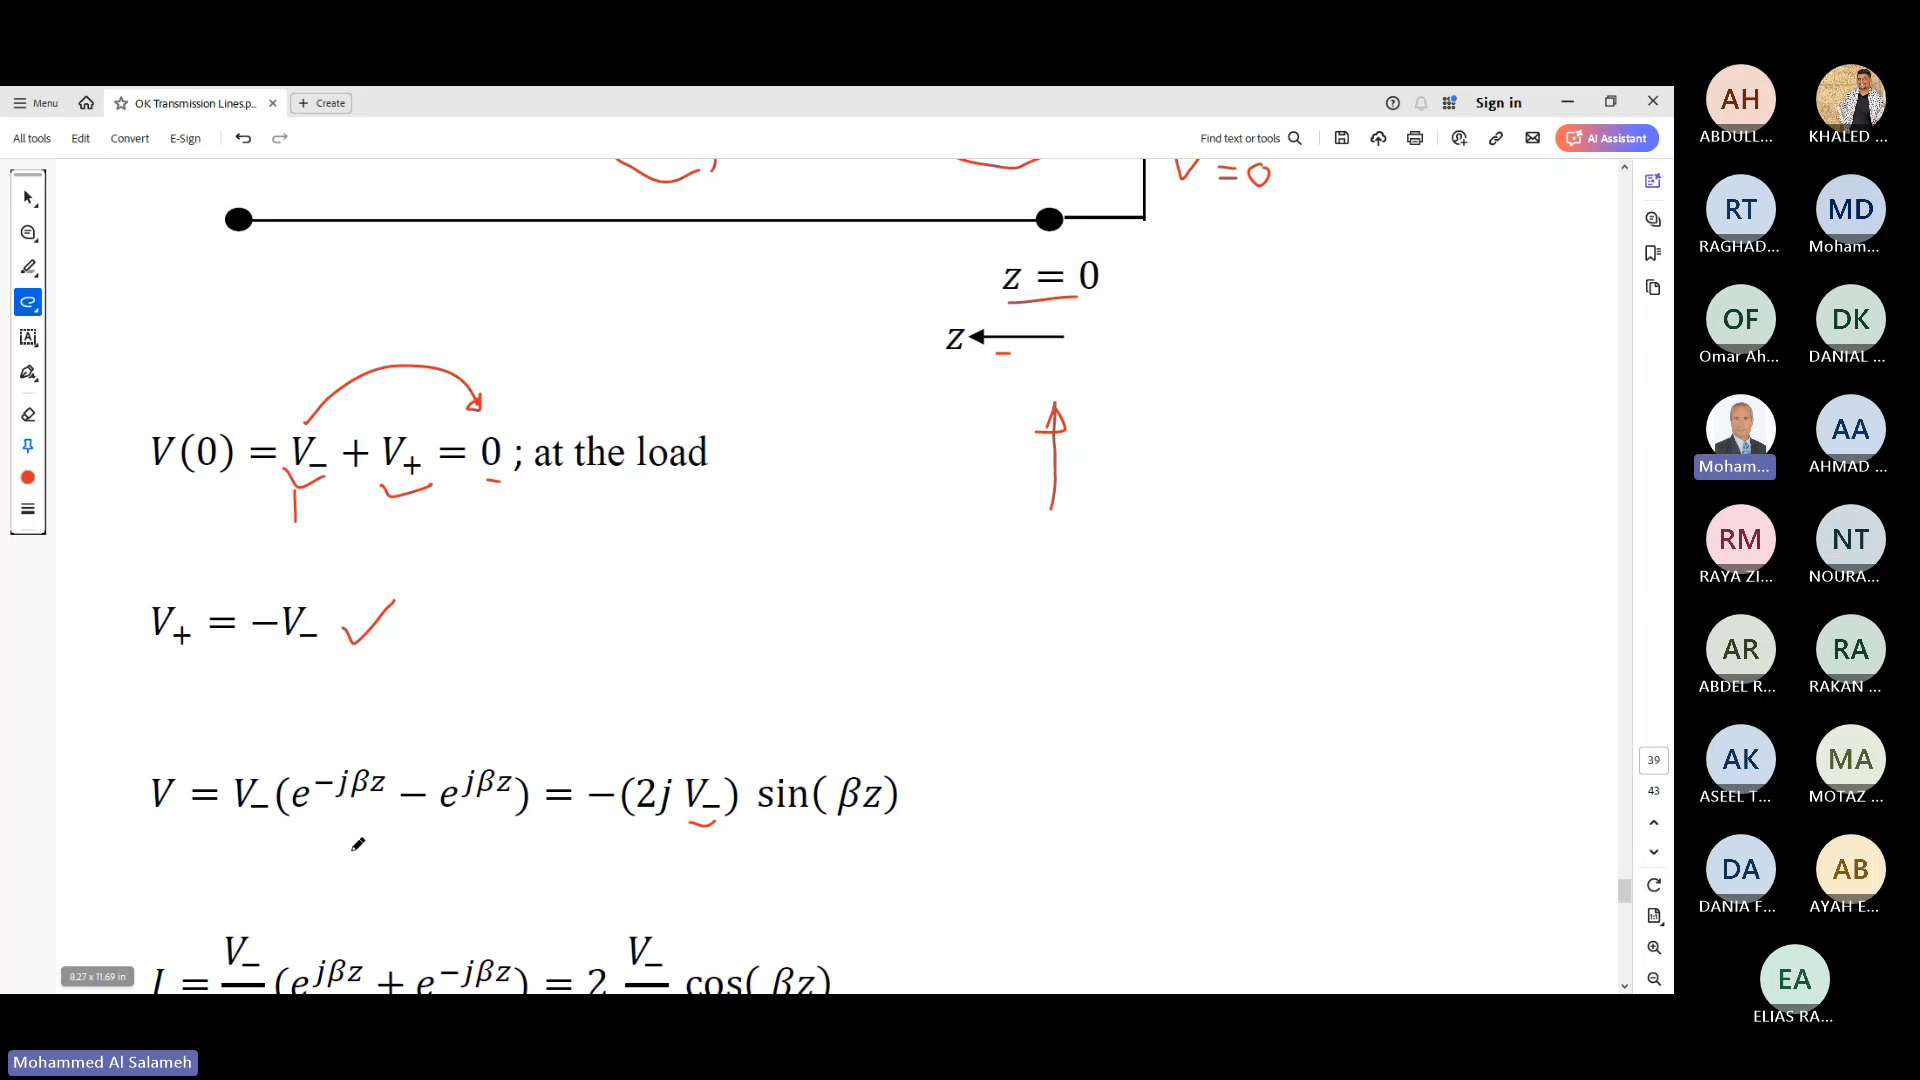 Menu
OK Transmission Lines.p...
Create
Sign in
All tools
Edit
Convert
E-Sign
Find text or tools
AI Assistant
V = 0
z = 0
z
V(0) = V₋ + V₊ = 0 ; at the load
V₊ = −V₋
V = V₋(e^{−jβz} − e^{jβz}) = −(2j V₋) sin( βz)
I = V₋ (e^{jβz} + e^{−jβz}) = 2 V₋ cos( βz)
8.27 x 11.69 in
39
43
AH
ABDULL...
KHALED ...
RT
RAGHAD...
MD
Moham...
OF
Omar Ah...
DK
DANIAL ...
Moham...
AA
AHMAD ...
RM
RAYA ZI...
NT
NOURA...
AR
ABDEL R...
RA
RAKAN ...
AK
ASEEL T...
MA
MOTAZ ...
DA
DANIA F...
AB
AYAH E...
EA
ELIAS RA...
Mohammed Al Salameh